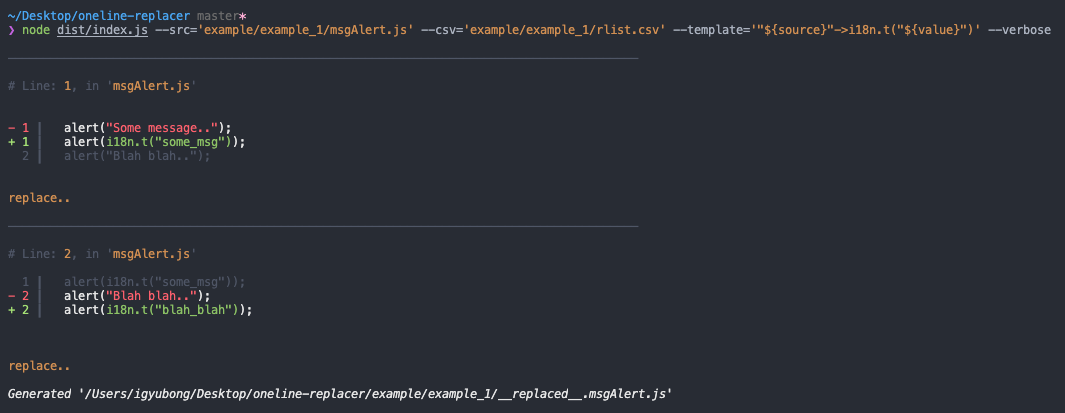 ~/Desktop/oneline-replacer master*
❯ node dist/index.js --src='example/example_1/msgAlert.js' --csv='example/example_1/rlist.csv' --template='"${source}"->i18n.t("${value}")' --verbose
# Line: 1, in 'msgAlert.js'
- 1 |   alert("Some message..");
+ 1 |   alert(i18n.t("some_msg"));
  2 |   alert("Blah blah..");
replace..
# Line: 2, in 'msgAlert.js'
  1 |   alert(i18n.t("some_msg"));
- 2 |   alert("Blah blah..");
+ 2 |   alert(i18n.t("blah_blah"));
replace..
Generated '/Users/igyubong/Desktop/oneline-replacer/example/example_1/__replaced__.msgAlert.js'